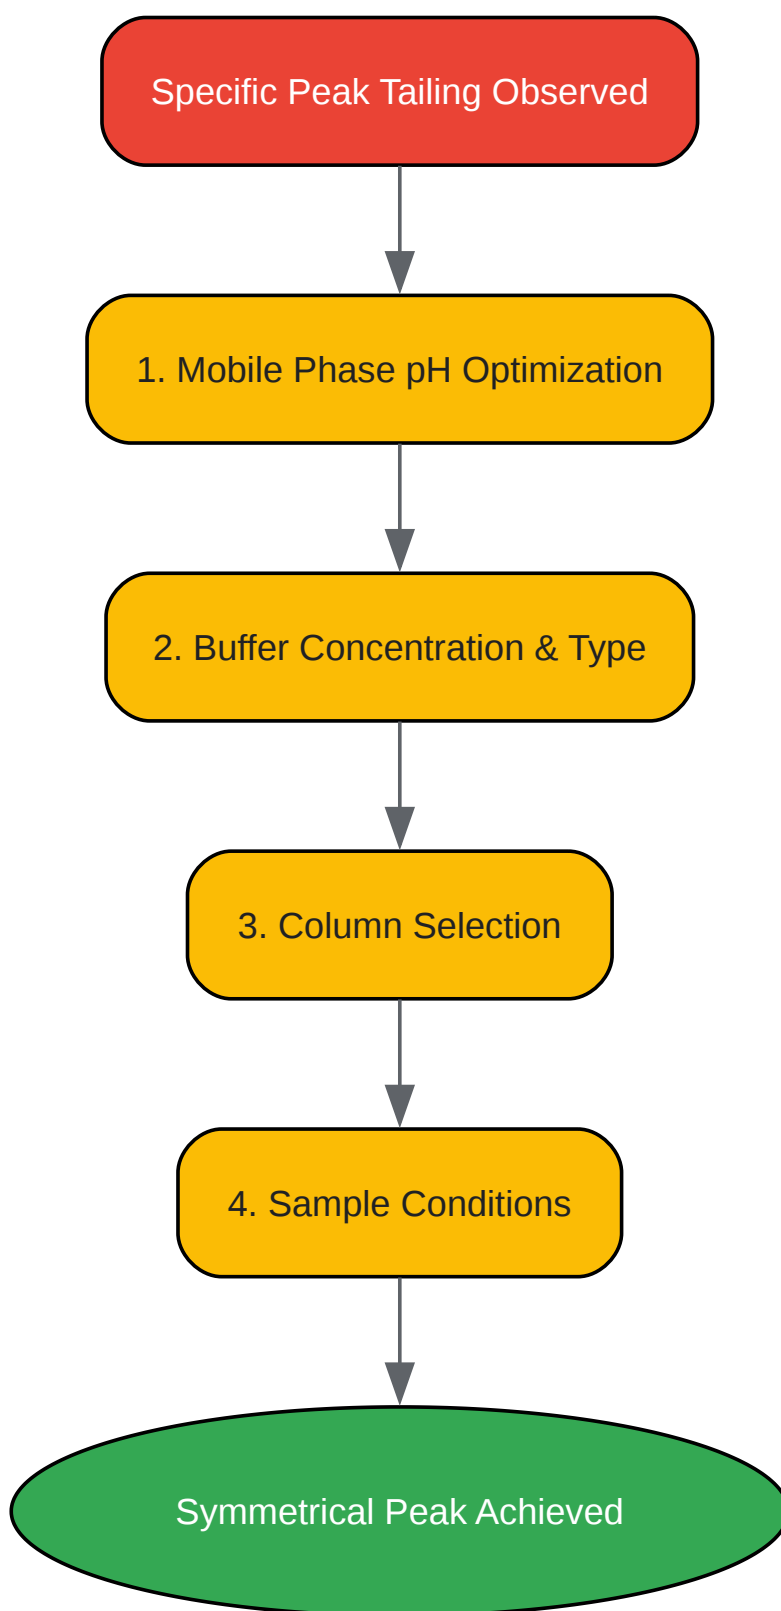 Specific Peak Tailing Observed
1. Mobile Phase pH Optimization
2. Buffer Concentration & Type
3. Column Selection
4. Sample Conditions
Symmetrical Peak Achieved